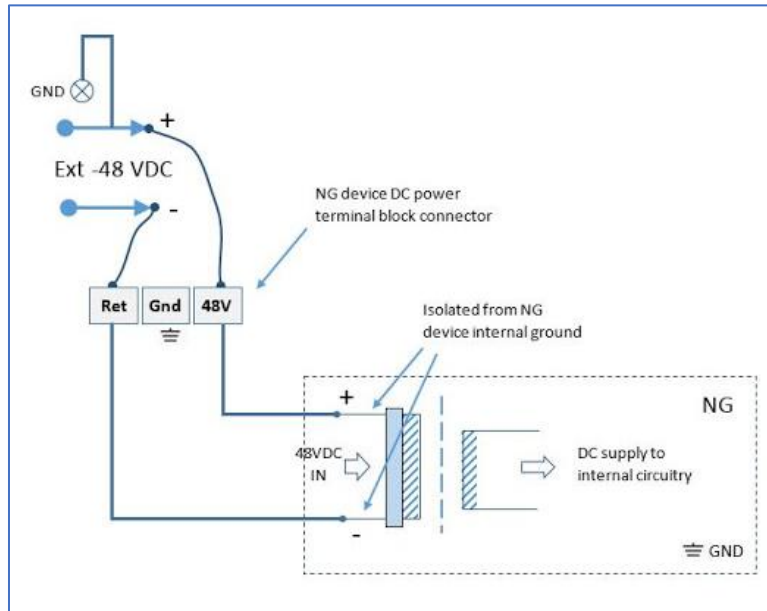 GND
+
Ext -48 VDC
-
NG device DC power
terminal block connector
Ret
Gnd
48V
Isolated from NG
device internal ground
+
NG
48VDC
IN
DC supply to
internal circuitry
-
GND